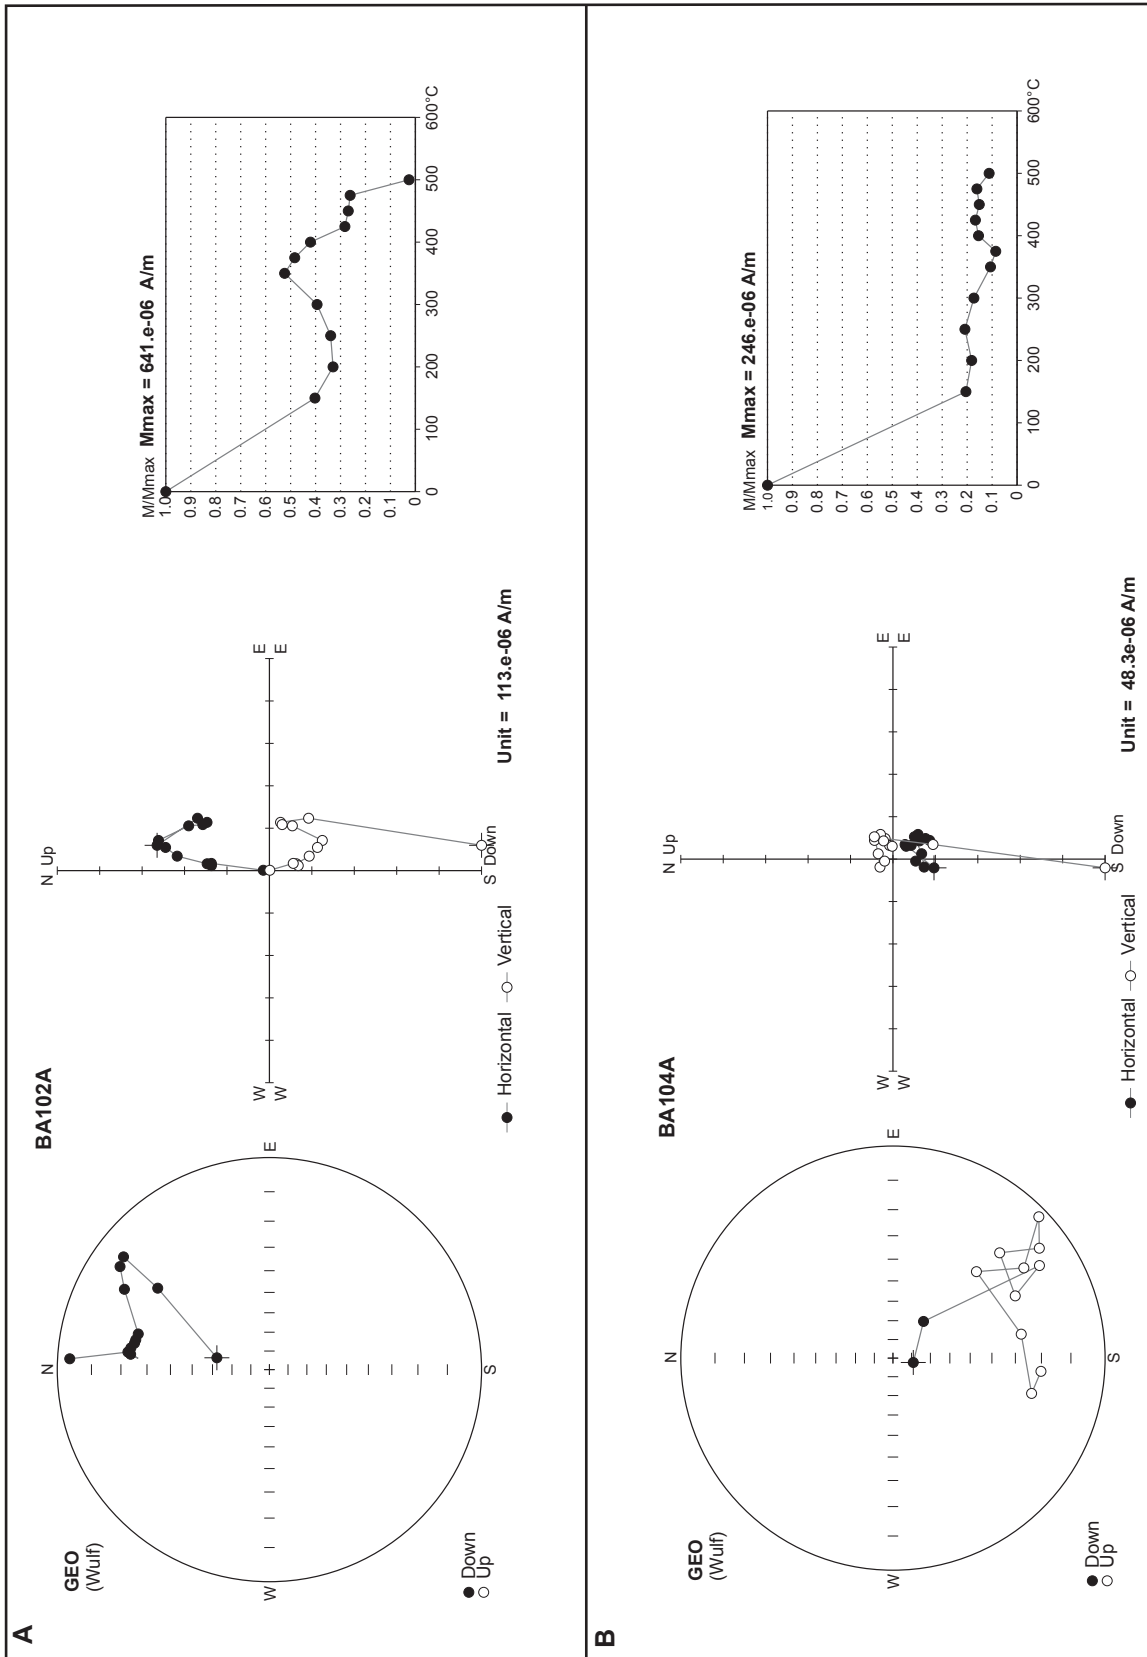 A
BA102A
GEO
(Wulf)
N
E
S
W
Down
Up
N Up
W
W
E
E
S Down
Horizontal
Vertical
Unit = 113.e-06 A/m
M/Mmax Mmax = 641.e-06 A/m
1.0
0.9
0.8
0.7
0.6
0.5
0.4
0.3
0.2
0.1
0
0
100
200
300
400
500
600°C
B
BA104A
GEO
(Wulf)
N
E
S
W
Down
Up
N Up
W
W
E
E
S Down
Horizontal
Vertical
Unit = 48.3e-06 A/m
M/Mmax Mmax = 246.e-06 A/m
1.0
0.9
0.8
0.7
0.6
0.5
0.4
0.3
0.2
0.1
0
0
100
200
300
400
500
600°C